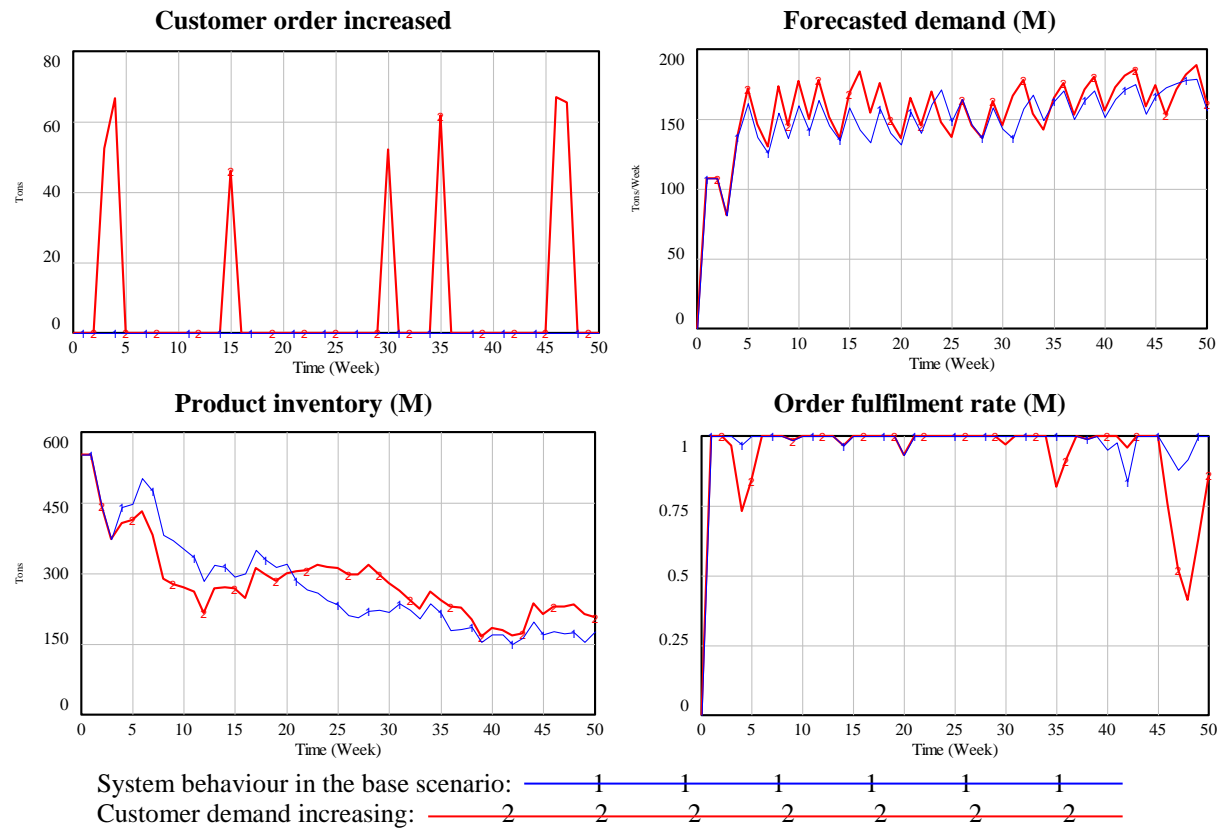 Customer order increased
80
60
40
20
0
Tons
0 5 10 15 20 25 30 35 40 45 50
Time (Week)
Forecasted demand (M)
200
150
100
50
0
Tons/Week
0 5 10 15 20 25 30 35 40 45 50
Time (Week)
Product inventory (M)
600
450
300
150
0
Tons
0 5 10 15 20 25 30 35 40 45 50
Time (Week)
Order fulfilment rate (M)
1
0.75
0.5
0.25
0
0 5 10 15 20 25 30 35 40 45 50
Time (Week)
System behaviour in the base scenario: 1 1 1 1 1 1
Customer demand increasing: 2 2 2 2 2 2 2